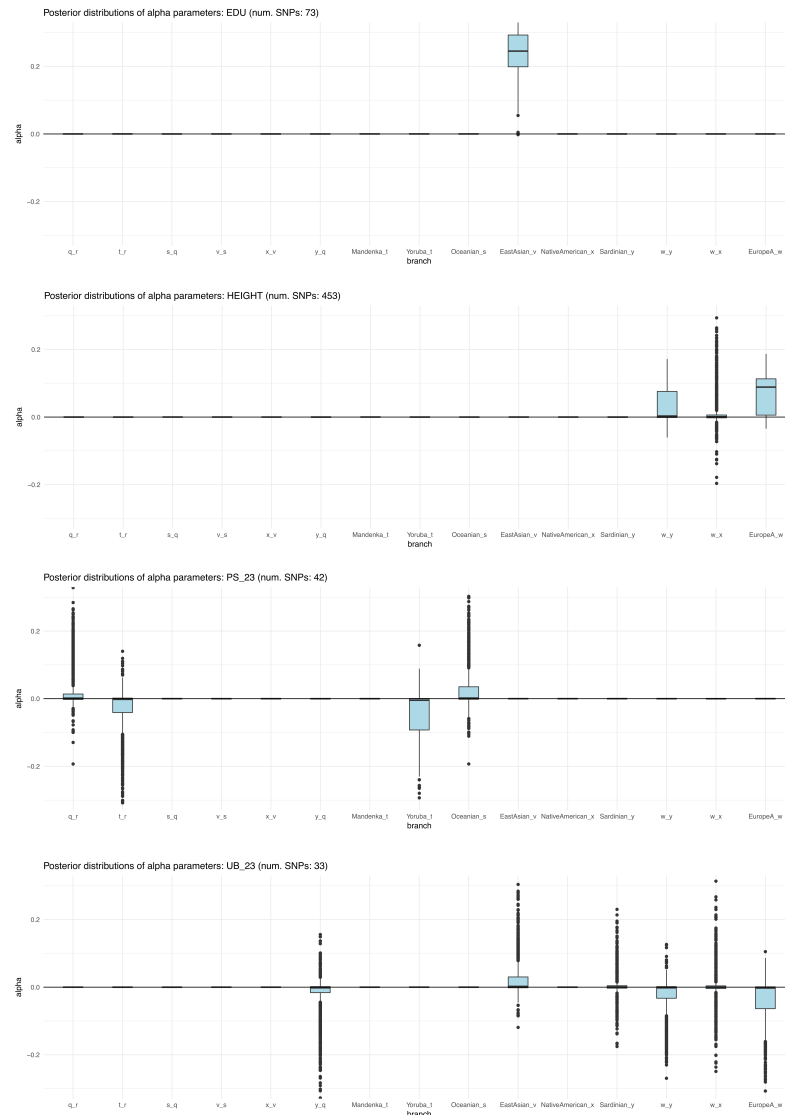 Posterior distributions of alpha parameters: EDU (num. SNPs: 73)
0.2
0.0
−0.2
alpha
q_r t_r s_q v_s x_v y_q Mandenka_t Yoruba_t Oceanian_s EastAsian_v NativeAmerican_x Sardinian_y w_y w_x EuropeA_w
branch
Posterior distributions of alpha parameters: HEIGHT (num. SNPs: 453)
0.2
0.0
−0.2
alpha
q_r t_r s_q v_s x_v y_q Mandenka_t Yoruba_t Oceanian_s EastAsian_v NativeAmerican_x Sardinian_y w_y w_x EuropeA_w
branch
Posterior distributions of alpha parameters: PS_23 (num. SNPs: 42)
0.2
0.0
−0.2
alpha
q_r t_r s_q v_s x_v y_q Mandenka_t Yoruba_t Oceanian_s EastAsian_v NativeAmerican_x Sardinian_y w_y w_x EuropeA_w
branch
Posterior distributions of alpha parameters: UB_23 (num. SNPs: 33)
0.2
0.0
−0.2
alpha
q_r t_r s_q v_s x_v y_q Mandenka_t Yoruba_t Oceanian_s EastAsian_v NativeAmerican_x Sardinian_y w_y w_x EuropeA_w
branch